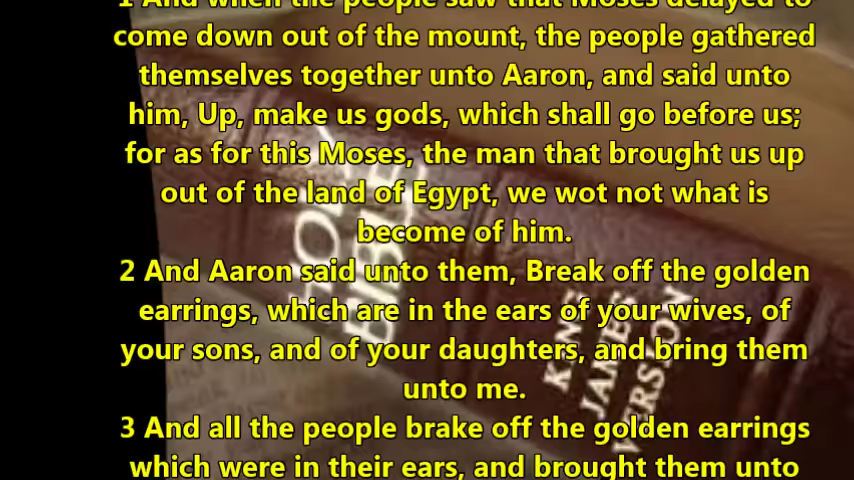 1 And when the people saw that Moses delayed to
come down out of the mount, the people gathered
themselves together unto Aaron, and said unto
him, Up, make us gods, which shall go before us;
for as for this Moses, the man that brought us up
out of the land of Egypt, we wot not what is
become of him.
2 And Aaron said unto them, Break off the golden
earrings, which are in the ears of your wives, of
your sons, and of your daughters, and bring them
unto me.
3 And all the people brake off the golden earrings
which were in their ears, and brought them unto
HOLY
BIBLE
KING
JAMES
VERSION